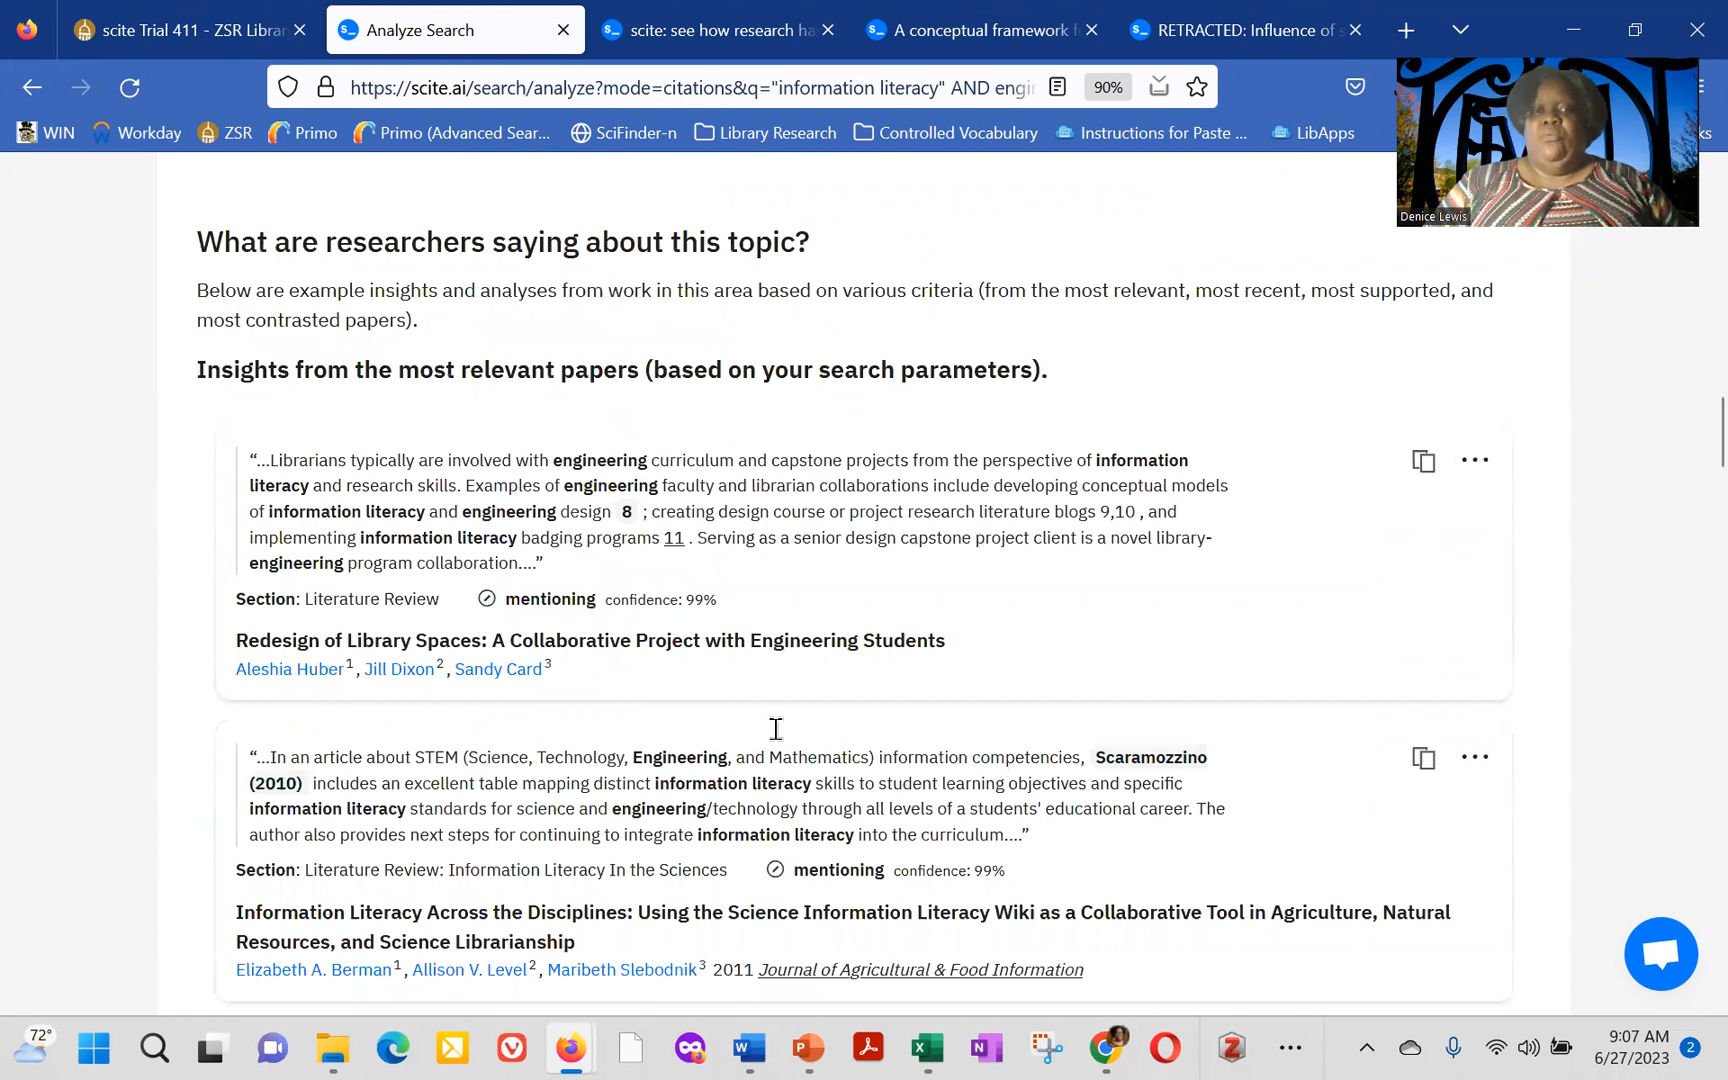 scite Trial 411 - ZSR Librar
Analyze Search
scite: see how research ha
A conceptual framework f
RETRACTED: Influence of s
https://scite.ai/search/analyze?mode=citations&q="information literacy" AND engi
90%
WIN
Workday
ZSR
Primo
Primo (Advanced Sear...
SciFinder-n
Library Research
Controlled Vocabulary
Instructions for Paste ...
LibApps
ks
Denice Lewis
What are researchers saying about this topic?
Below are example insights and analyses from work in this area based on various criteria (from the most relevant, most recent, most supported, and
most contrasted papers).
Insights from the most relevant papers (based on your search parameters).
“...Librarians typically are involved with engineering curriculum and capstone projects from the perspective of information
literacy and research skills. Examples of engineering faculty and librarian collaborations include developing conceptual models
of information literacy and engineering design 8 ; creating design course or project research literature blogs 9,10 , and
implementing information literacy badging programs 11 . Serving as a senior design capstone project client is a novel library-
engineering program collaboration....”
Section: Literature Review
mentioning confidence: 99%
Redesign of Library Spaces: A Collaborative Project with Engineering Students
Aleshia Huber1, Jill Dixon2, Sandy Card3
“...In an article about STEM (Science, Technology, Engineering, and Mathematics) information competencies, Scaramozzino
(2010) includes an excellent table mapping distinct information literacy skills to student learning objectives and specific
information literacy standards for science and engineering/technology through all levels of a students' educational career. The
author also provides next steps for continuing to integrate information literacy into the curriculum....”
Section: Literature Review: Information Literacy In the Sciences
mentioning confidence: 99%
Information Literacy Across the Disciplines: Using the Science Information Literacy Wiki as a Collaborative Tool in Agriculture, Natural
Resources, and Science Librarianship
Elizabeth A. Berman1, Allison V. Level2, Maribeth Slebodnik3 2011 Journal of Agricultural & Food Information
72°
9:07 AM
6/27/2023
2